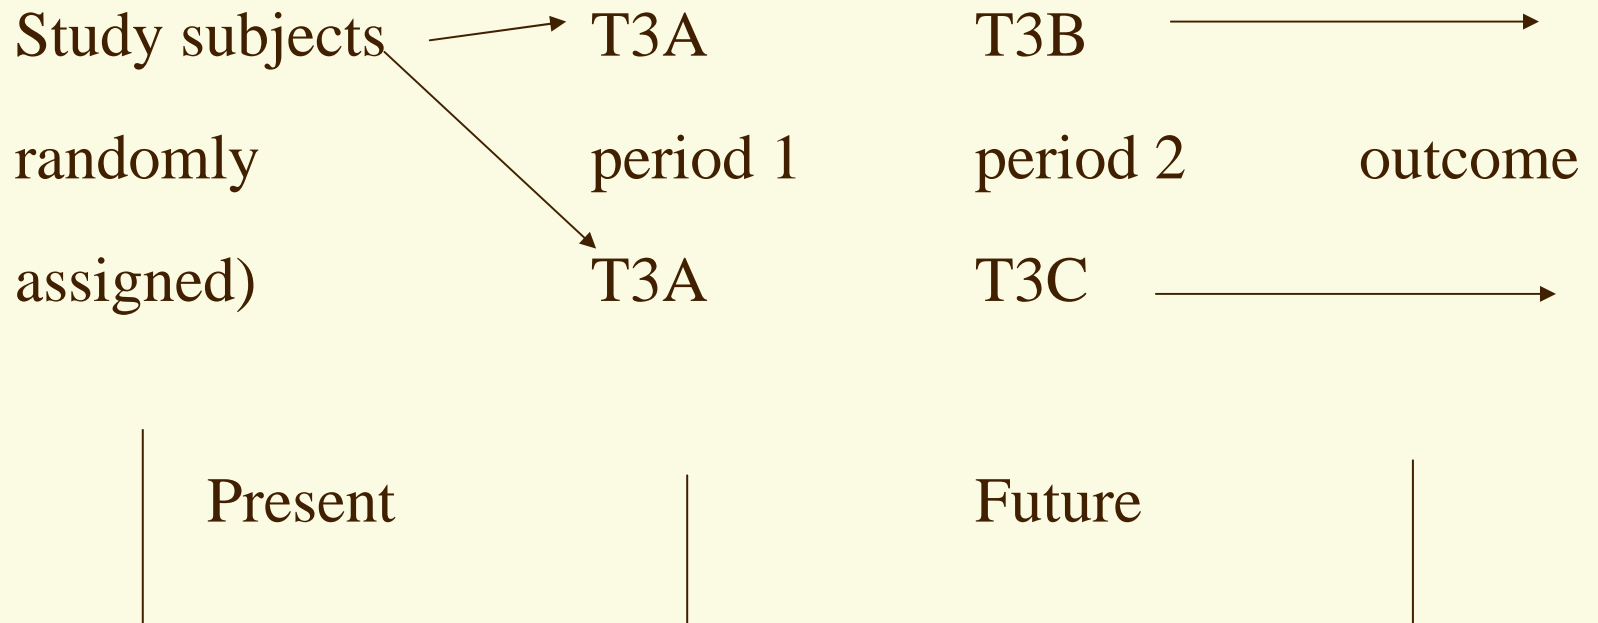 Study subjects T3A T3B
randomly period 1 period 2 outcome
assigned) T3A T3C
Present Future